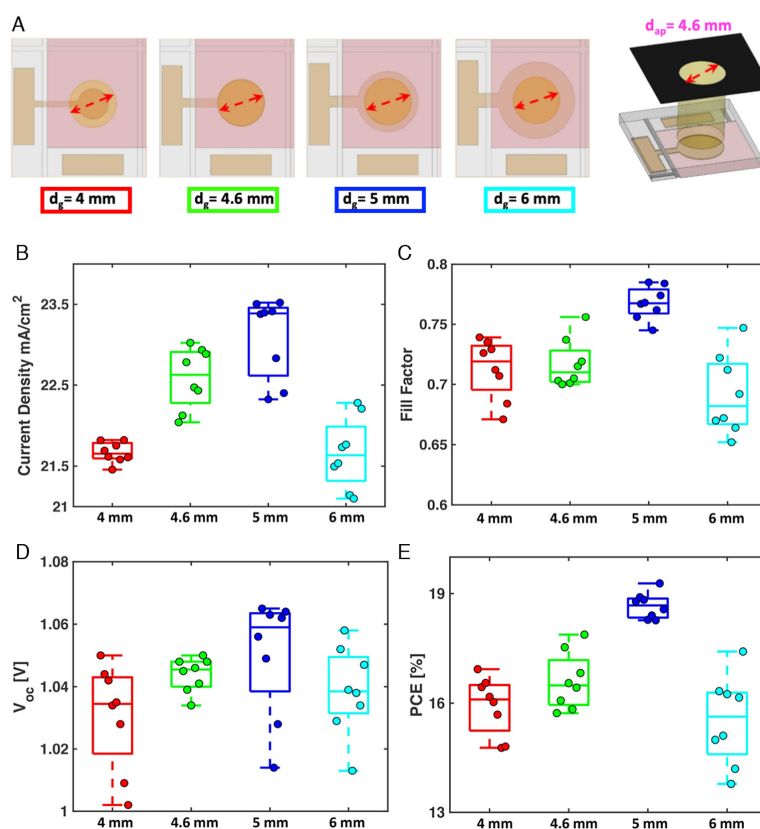 A
d_ap= 4.6 mm
d_g= 4 mm
d_g= 4.6 mm
d_g= 5 mm
d_g= 6 mm
B
Current Density mA/cm²
23.5
22.5
21.5
21
4 mm
4.6 mm
5 mm
6 mm
C
Fill Factor
0.8
0.75
0.7
0.65
0.6
4 mm
4.6 mm
5 mm
6 mm
D
V_oc [V]
1.08
1.06
1.04
1.02
1
4 mm
4.6 mm
5 mm
6 mm
E
PCE [%]
19
16
13
4 mm
4.6 mm
5 mm
6 mm